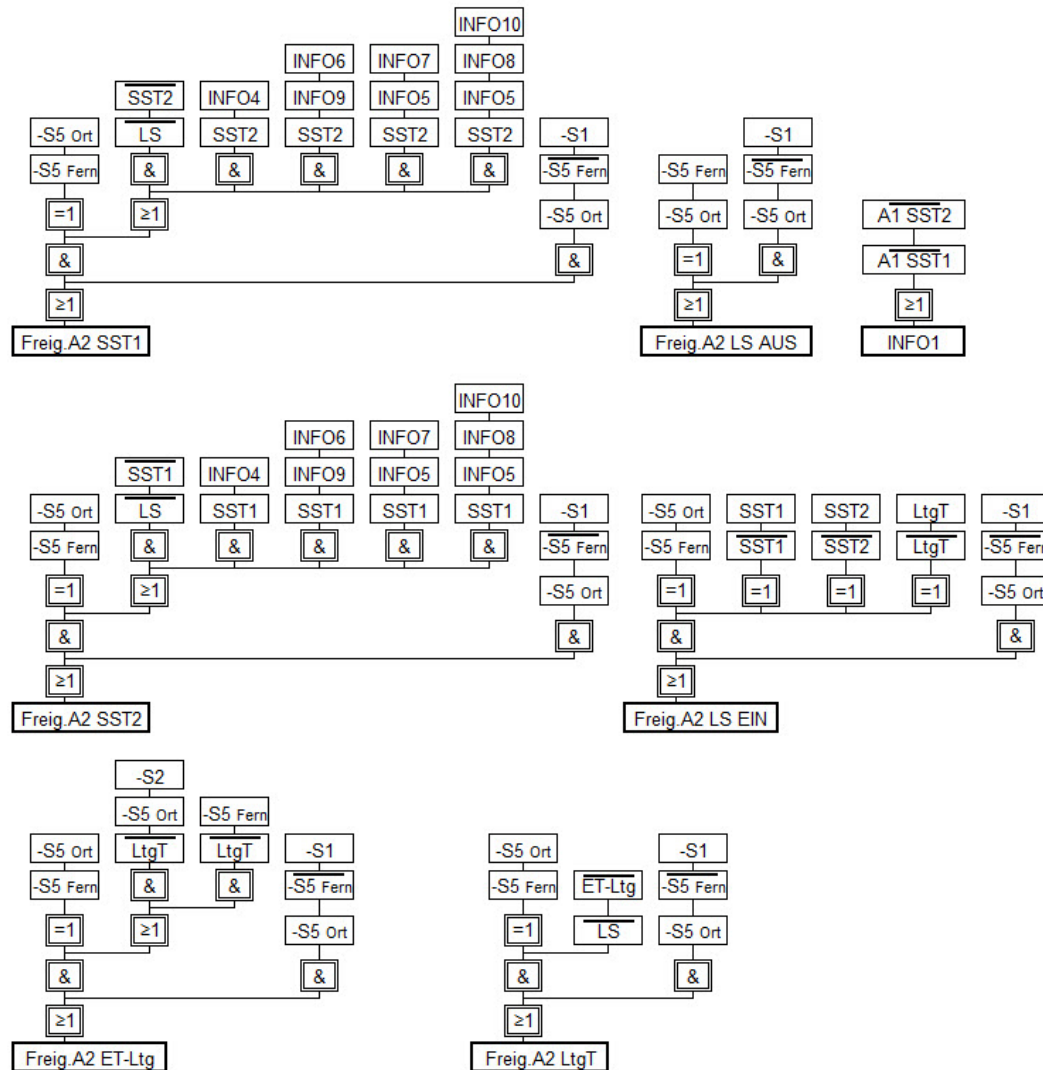 INFO10
INFO6 INFO7 INFO8
SST2 INFO4 INFO9 INFO5 INFO5
-S5 Ort LS SST2 SST2 SST2 SST2 -S1 -S1
-S5 Fern & & & & & -S5 Fern -S5 Fern -S5 Fern
=1 ≥1 -S5 Ort -S5 Ort A1 SST2
& & =1 & A1 SST1
≥1 ≥1 ≥1
Freig.A2 SST1 Freig.A2 LS AUS INFO1
INFO10
INFO6 INFO7 INFO8
SST1 INFO4 INFO9 INFO5 INFO5
-S5 Ort LS SST1 SST1 SST1 SST1 -S1 -S5 Ort SST1 SST2 LtgT -S1
-S5 Fern & & & & & -S5 Fern -S5 Fern SST1 SST2 LtgT -S5 Fern
=1 ≥1 -S5 Ort =1 =1 =1 =1 -S5 Ort
& & & &
≥1 ≥1
Freig.A2 SST2 Freig.A2 LS EIN
-S2
-S5 Ort -S5 Fern
-S5 Ort LtgT LtgT -S1 -S5 Ort -S1
-S5 Fern & & -S5 Fern -S5 Fern ET-Ltg -S5 Fern
=1 ≥1 -S5 Ort =1 LS -S5 Ort
& & & &
≥1 ≥1
Freig.A2 ET-Ltg Freig.A2 LtgT